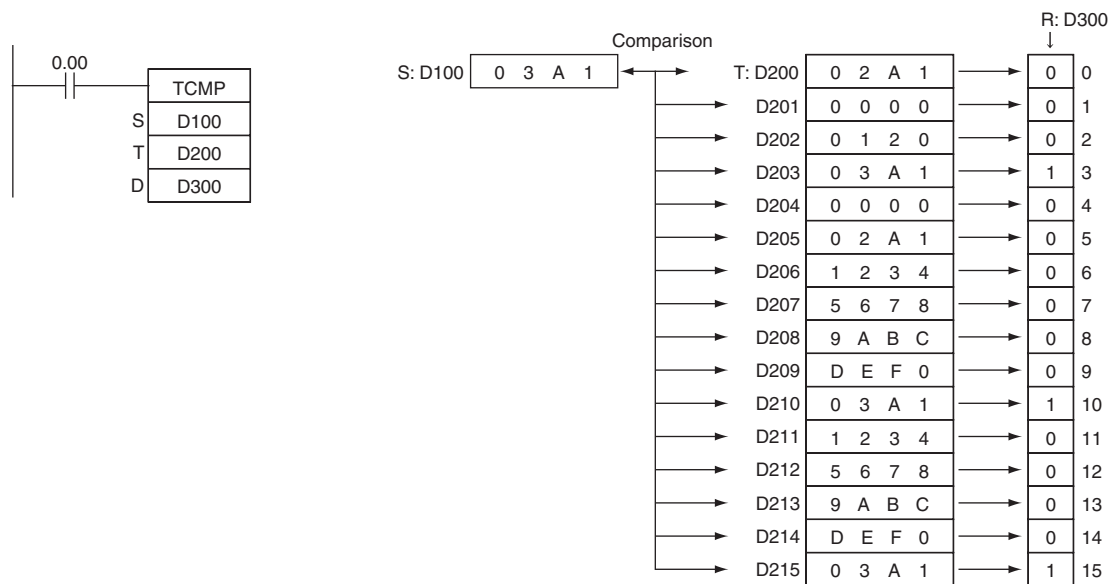 0.00
TCMP
S D100
T D200
D D300
R: D300
Comparison
S: D100 0 3 A 1 T: D200 0 2 A 1 0 0
D201 0 0 0 0 0 1
D202 0 1 2 0 0 2
D203 0 3 A 1 1 3
D204 0 0 0 0 0 4
D205 0 2 A 1 0 5
D206 1 2 3 4 0 6
D207 5 6 7 8 0 7
D208 9 A B C 0 8
D209 D E F 0 0 9
D210 0 3 A 1 1 10
D211 1 2 3 4 0 11
D212 5 6 7 8 0 12
D213 9 A B C 0 13
D214 D E F 0 0 14
D215 0 3 A 1 1 15